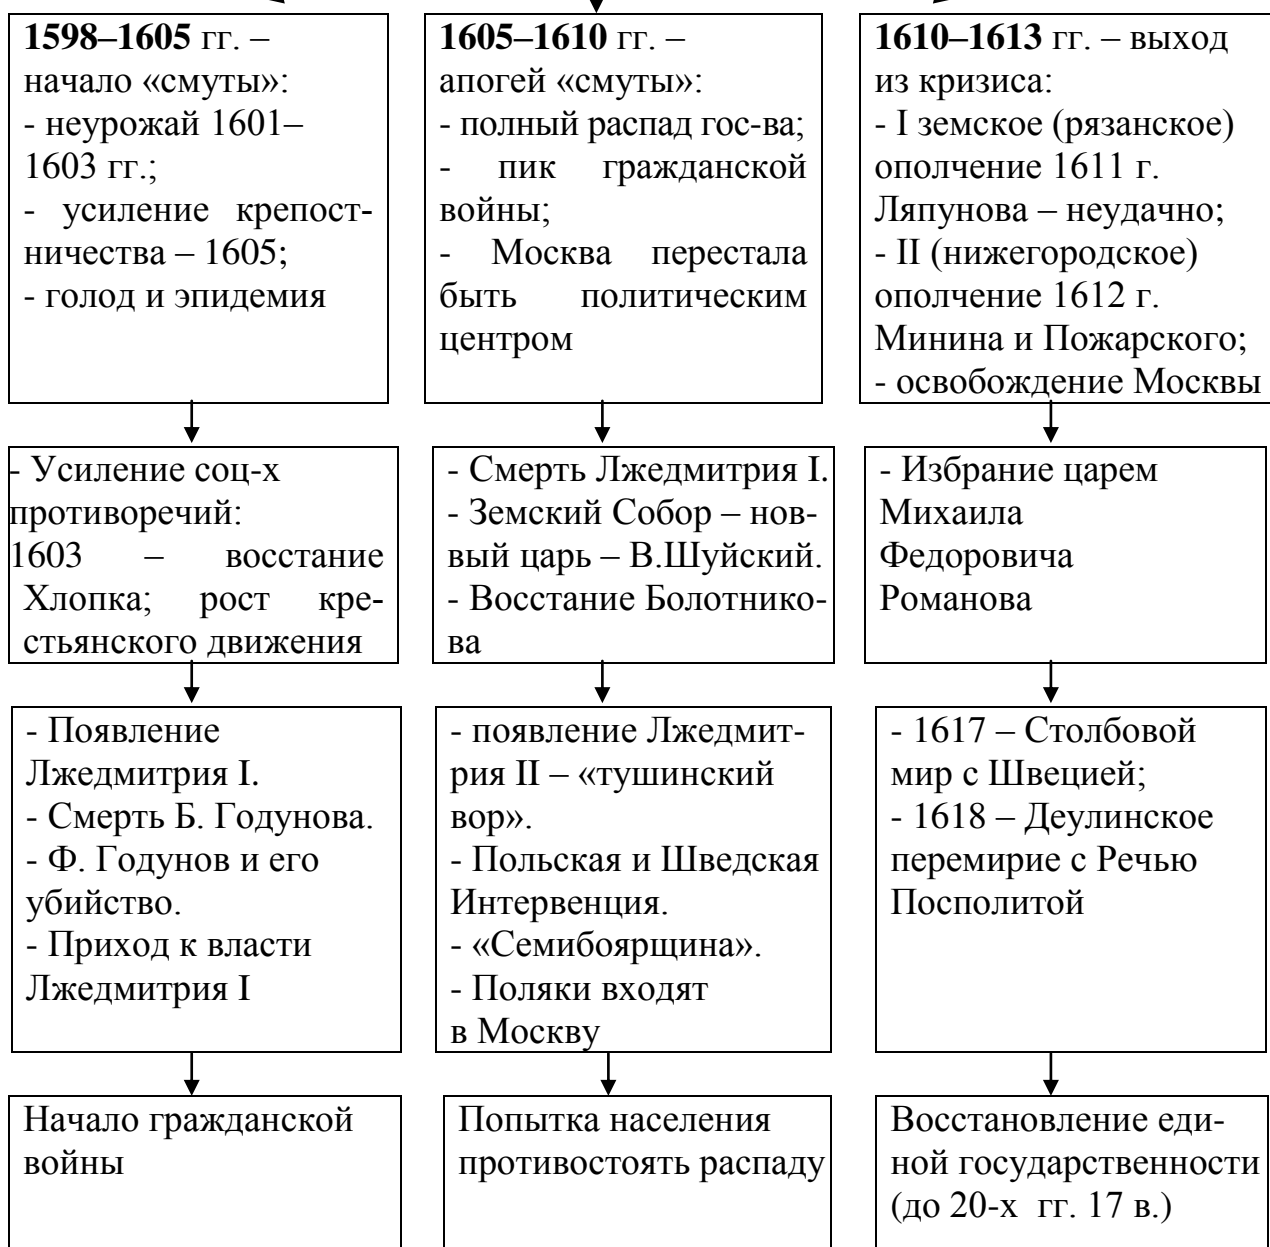 1598–1605 гг. –
начало «смуты»:
- неурожай 1601–
1603 гг.;
- усиление крепост-
ничества – 1605;
- голод и эпидемия
- Усиление соц-х
противоречий:
1603 – восстание
Хлопка; рост кре-
стьянского движения
- Появление
Лжедмитрия I.
- Смерть Б. Годунова.
- Ф. Годунов и его
убийство.
- Приход к власти
Лжедмитрия I
Начало гражданской
войны
1605–1610 гг. –
апогей «смуты»:
- полный распад гос-ва;
- пик гражданской
войны;
- Москва перестала
быть политическим
центром
- Смерть Лжедмитрия I.
- Земский Собор – нов-
вый царь – В.Шуйский.
- Восстание Болотнико-
ва
- появление Лжедмит-
рия II – «тушинский
вор».
- Польская и Шведская
Интервенция.
- «Семибоярщина».
- Поляки входят
в Москву
Попытка населения
противостоять распаду
1610–1613 гг. – выход
из кризиса:
- I земское (рязанское)
ополчение 1611 г.
Ляпунова – неудачно;
- II (нижегородское)
ополчение 1612 г.
Минина и Пожарского;
- освобождение Москвы
- Избрание царем
Михаила
Федоровича
Романова
- 1617 – Столбовой
мир с Швецией;
- 1618 – Деулинское
перемирие с Речью
Посполитой
Восстановление еди-
ной государственности
(до 20-х гг. 17 в.)